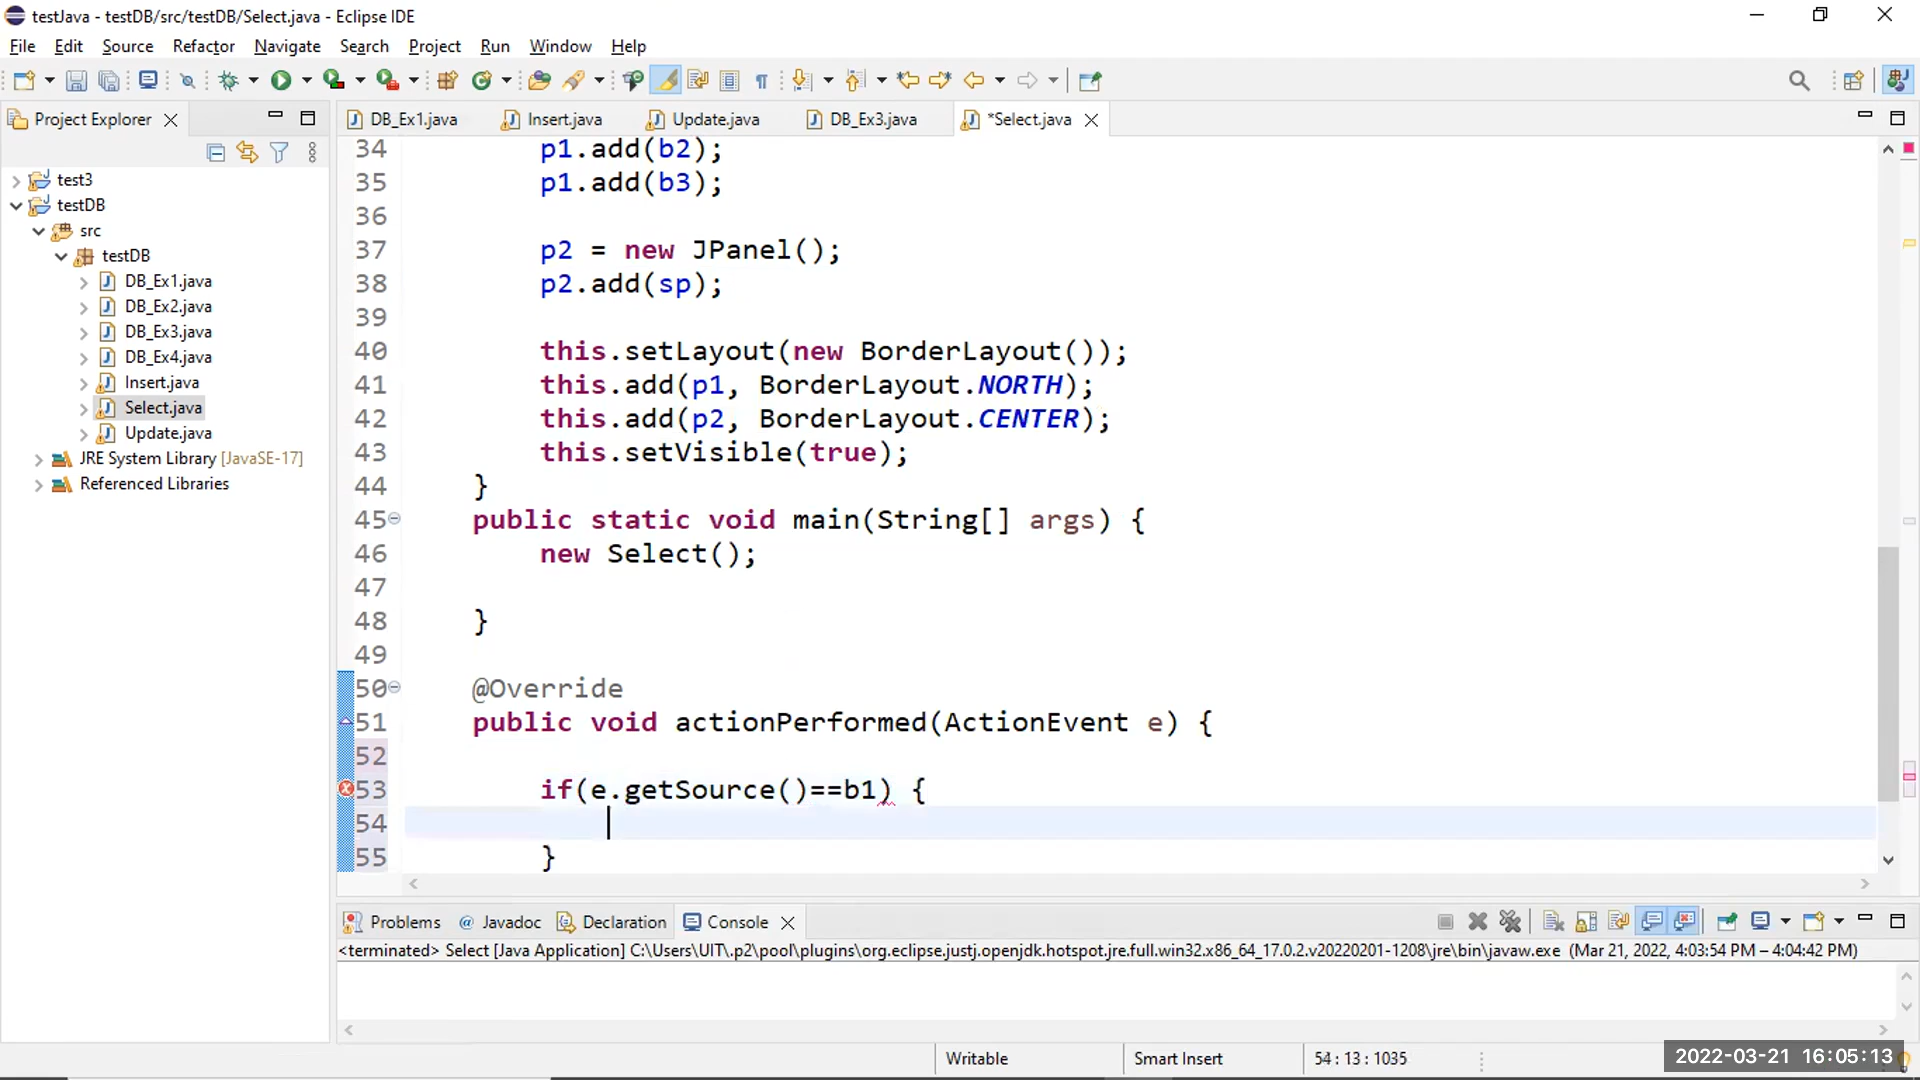 testJava - testDB/src/testDB/Select.java - Eclipse IDE
File Edit Source Refactor Navigate Search Project Run Window Help
Project Explorer
DB_Ex1.java Insert.java Update.java DB_Ex3.java *Select.java
test3
testDB
src
testDB
DB_Ex1.java
DB_Ex2.java
DB_Ex3.java
DB_Ex4.java
Insert.java
Select.java
Update.java
JRE System Library [JavaSE-17]
Referenced Libraries
34 p1.add(b2);
35 p1.add(b3);
36
37 p2 = new JPanel();
38 p2.add(sp);
39
40 this.setLayout(new BorderLayout());
41 this.add(p1, BorderLayout.NORTH);
42 this.add(p2, BorderLayout.CENTER);
43 this.setVisible(true);
44 }
45 public static void main(String[] args) {
46 new Select();
47
48 }
49
50 @Override
51 public void actionPerformed(ActionEvent e) {
52
53 if(e.getSource()==b1) {
54
55 }
Problems @ Javadoc Declaration Console
<terminated> Select [Java Application] C:\Users\UIT\.p2\pool\plugins\org.eclipse.justj.openjdk.hotspot.jre.full.win32.x86_64_17.0.2.v20220201-1208\jre\bin\javaw.exe (Mar 21, 2022, 4:03:54 PM – 4:04:42 PM)
Writable Smart Insert 54 : 13 : 1035
2022-03-21 16:05:13